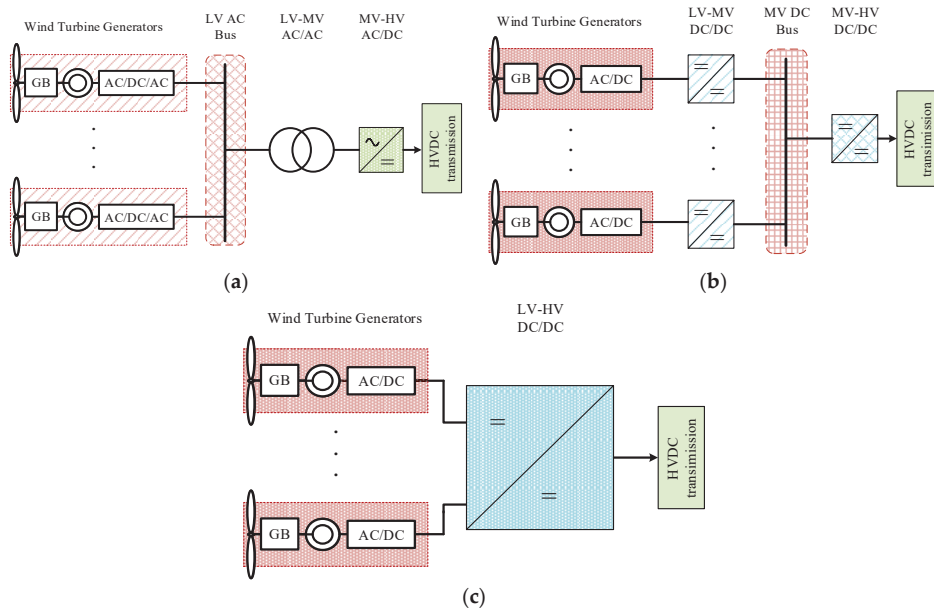 Wind Turbine Generators
LV AC
Bus
LV-MV
AC/AC
MV-HV
AC/DC
GB
AC/DC/AC
GB
AC/DC/AC
HVDC
transmission
(a)
Wind Turbine Generators
LV-MV
DC/DC
MV DC
Bus
MV-HV
DC/DC
GB
AC/DC
GB
AC/DC
HVDC
transimission
(b)
Wind Turbine Generators
LV-HV
DC/DC
GB
AC/DC
GB
AC/DC
HVDC
transimission
(c)